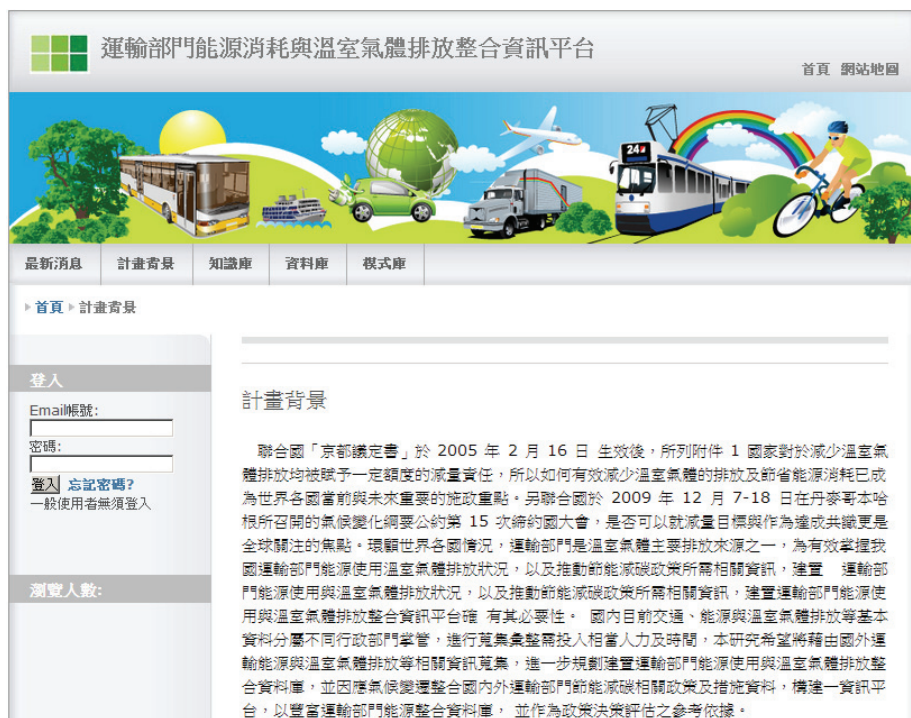 運輸部門能源消耗與溫室氣體排放整合資訊平台
首頁 網站地圖
24
最新消息 計畫背景 知識庫 資料庫 模式庫
首頁 計畫背景
登入
Email帳號:
密碼:
登入 忘記密碼?
一般使用者無須登入
瀏覽人數:
計畫背景
聯合國「京都議定書」於 2005 年 2 月 16 日 生效後，所列附件 1 國家對於減少溫室氣
體排放均被賦予一定額度的減量責任，所以如何有效減少溫室氣體的排放及節省能源消耗已成
為世界各國當前與未來重要的施政重點。另聯合國於 2009 年 12 月 7-18 日在丹麥哥本哈
根所召開的氣候變化綱要公約第 15 次締約國大會，是否可以就減量目標與作為達成共識更是
全球關注的焦點。環顧世界各國情況，運輸部門是溫室氣體主要排放來源之一，為有效掌握我
國運輸部門能源使用溫室氣體排放狀況，以及推動節能減碳政策所需相關資訊，建置 運輸部
門能源使用與溫室氣體排放狀況，以及推動節能減碳政策所需相關資訊，建置運輸部門能源使
用與溫室氣體排放整合資訊平台確 有其必要性。 國內目前交通、能源與溫室氣體排放等基本
資料分屬不同行政部門掌管，進行蒐集彙整需投入相當人力及時間，本研究希望將藉由國外運
輸能源與溫室氣體排放等相關資訊蒐集，進一步規劃建置運輸部門能源使用與溫室氣體排放整
合資料庫，並因應氣候變遷整合國內外運輸部門節能減碳相關政策及措施資料，構建一資訊平
台，以豐富運輸部門能源整合資料庫， 並作為政策決策評估之參考依據。